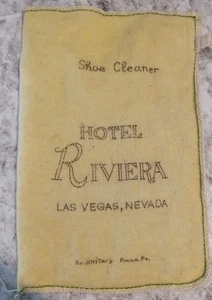 Shoe Cleaner
HOTEL
RIVIERA
LAS VEGAS, NEVADA